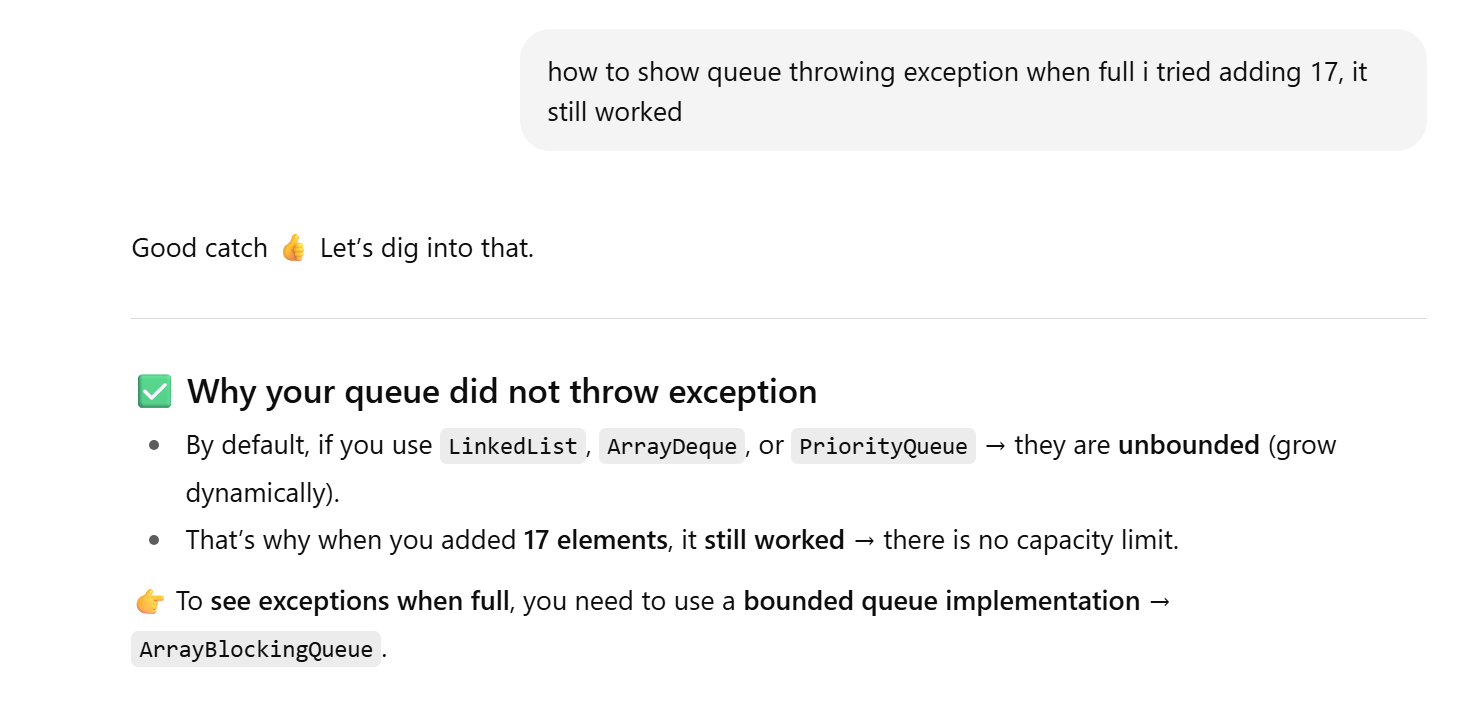 how to show queue throwing exception when full i tried adding 17, it
still worked
Good catch 👍 Let’s dig into that.
✅ Why your queue did not throw exception
• By default, if you use LinkedList, ArrayDeque, or PriorityQueue → they are unbounded (grow
dynamically).
• That’s why when you added 17 elements, it still worked → there is no capacity limit.
👉 To see exceptions when full, you need to use a bounded queue implementation →
ArrayBlockingQueue.